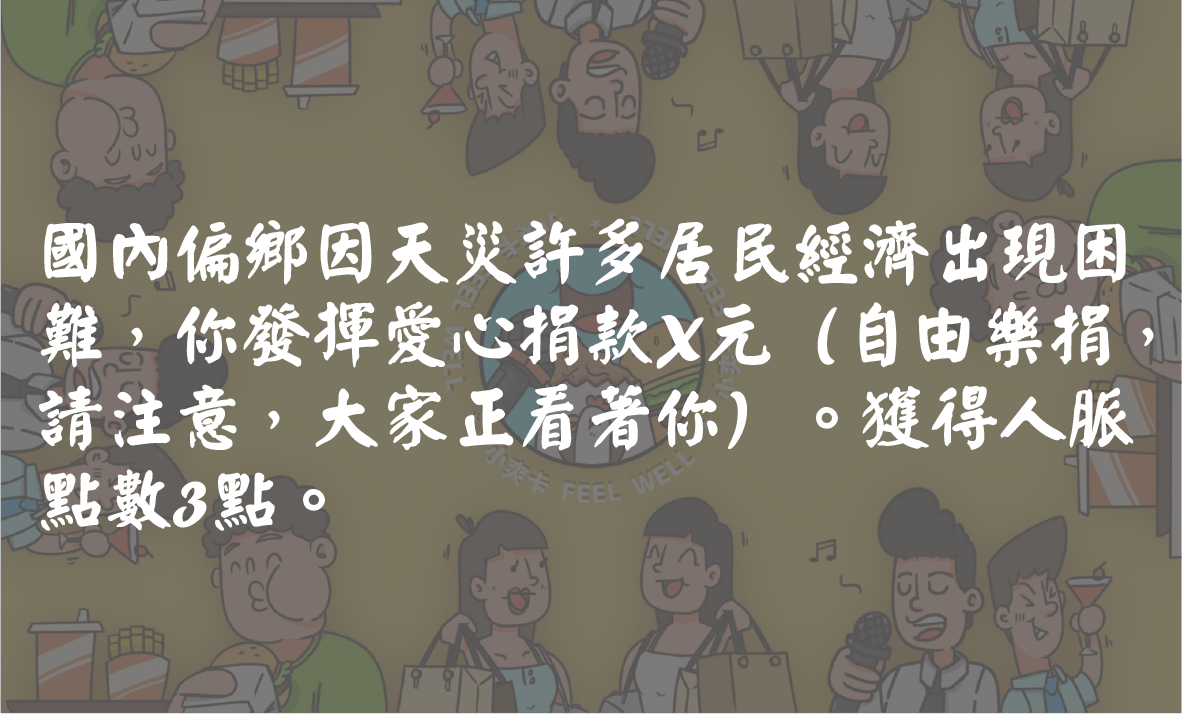 國內偏鄉因天災許多居民經濟出現困
難，你發揮愛心捐款X元（自由樂捐，
請注意，大家正看著你）。獲得人脈
點數3點。
小爽卡 FEEL WELL